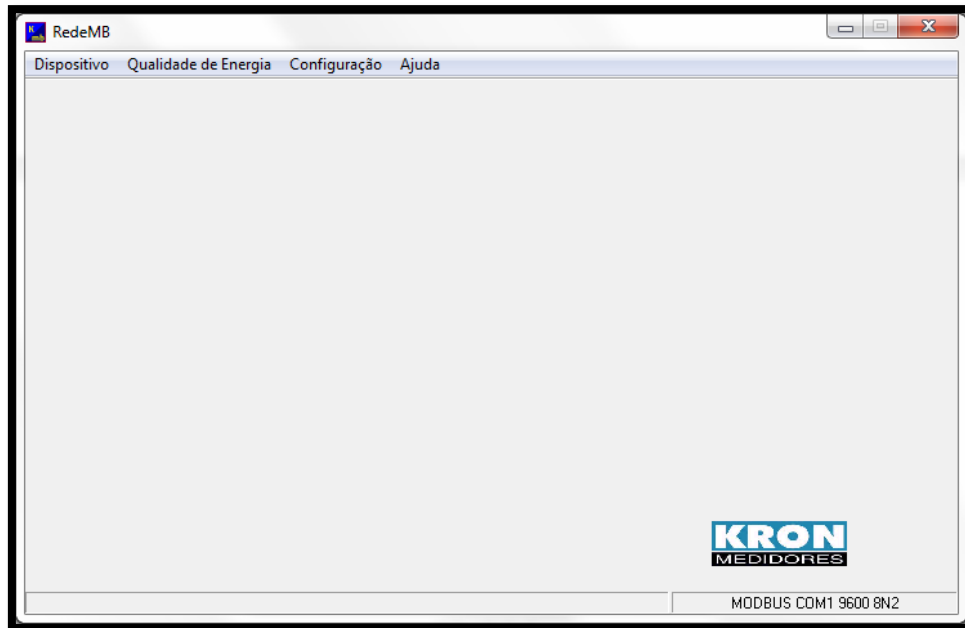 RedeMB
Dispositivo Qualidade de Energia Configuração Ajuda
KRON
MEDIDORES
MODBUS COM1 9600 8N2